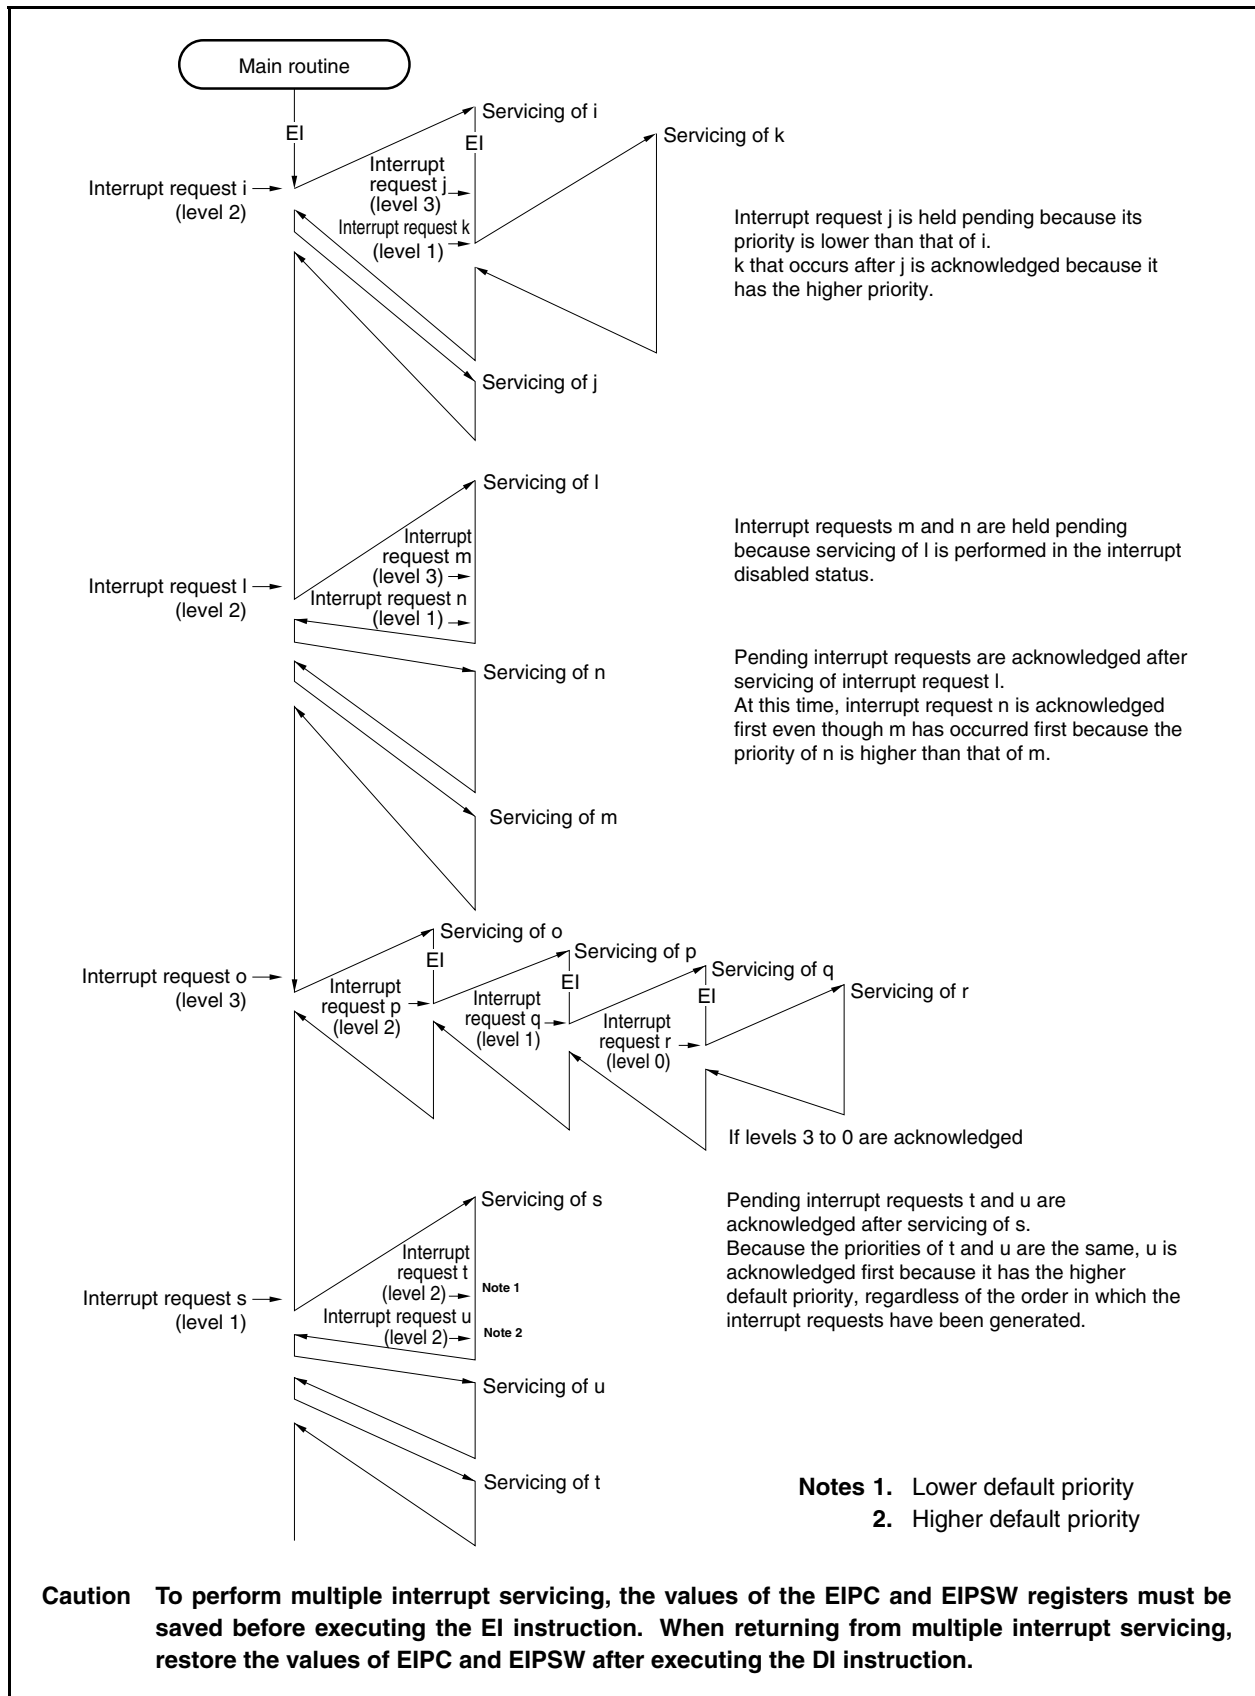 Main routine
EI
Servicing of i
EI
Servicing of k
Interrupt request i
(level 2)
Interrupt
request j
(level 3)
Interrupt request k
(level 1)
Interrupt request j is held pending because its
priority is lower than that of i.
k that occurs after j is acknowledged because it
has the higher priority.
Servicing of j
Servicing of l
Interrupt request l
(level 2)
Interrupt
request m
(level 3)
Interrupt request n
(level 1)
Interrupt requests m and n are held pending
because servicing of l is performed in the interrupt
disabled status.
Servicing of n
Pending interrupt requests are acknowledged after
servicing of interrupt request l.
At this time, interrupt request n is acknowledged
first even though m has occurred first because the
priority of n is higher than that of m.
Servicing of m
Servicing of o
EI
Servicing of p
EI
Servicing of q
EI
Servicing of r
Interrupt request o
(level 3)
Interrupt
request p
(level 2)
Interrupt
request q
(level 1)
Interrupt
request r
(level 0)
If levels 3 to 0 are acknowledged
Servicing of s
Interrupt request s
(level 1)
Interrupt
request t
(level 2)
Note 1
Interrupt request u
(level 2)
Note 2
Pending interrupt requests t and u are
acknowledged after servicing of s.
Because the priorities of t and u are the same, u is
acknowledged first because it has the higher
default priority, regardless of the order in which the
interrupt requests have been generated.
Servicing of u
Servicing of t
Notes 1. Lower default priority
2. Higher default priority
Caution To perform multiple interrupt servicing, the values of the EIPC and EIPSW registers must be
saved before executing the EI instruction. When returning from multiple interrupt servicing,
restore the values of EIPC and EIPSW after executing the DI instruction.